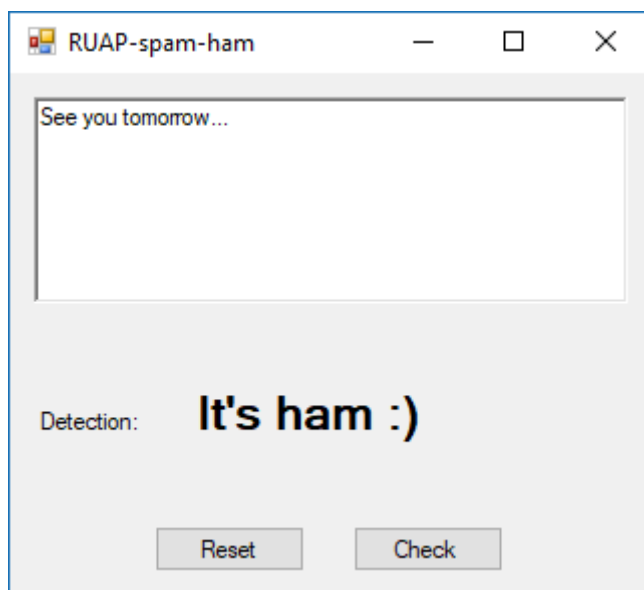 RUAP-spam-ham
See you tomorrow...
Detection: It's ham :)
Reset Check